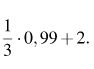 1/3 · 0,99 + 2.